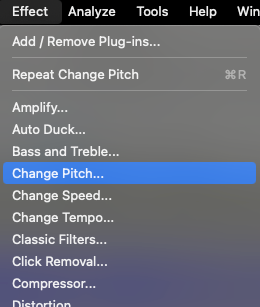 Effect Analyze Tools Help Win
Add / Remove Plug-ins...
Repeat Change Pitch ⌘R
Amplify...
Auto Duck...
Bass and Treble...
Change Pitch...
Change Speed...
Change Tempo...
Classic Filters...
Click Removal...
Compressor...
Distortion